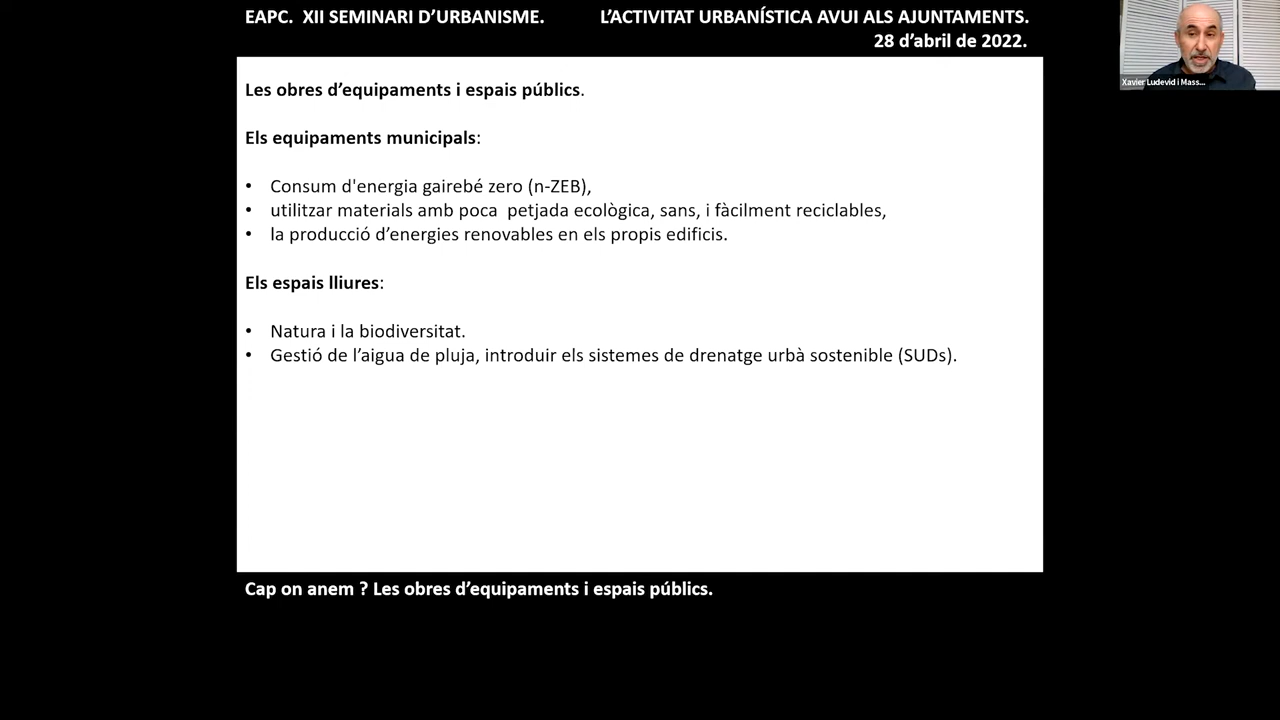 EAPC. XII SEMINARI D’URBANISME. L’ACTIVITAT URBANÍSTICA AVUI ALS AJUNTAMENTS.
28 d’abril de 2022.
Xavier Ludevid i Mass...
Les obres d’equipaments i espais públics.
Els equipaments municipals:
• Consum d'energia gairebé zero (n-ZEB),
• utilitzar materials amb poca petjada ecològica, sans, i fàcilment reciclables,
• la producció d’energies renovables en els propis edificis.
Els espais lliures:
• Natura i la biodiversitat.
• Gestió de l’aigua de pluja, introduir els sistemes de drenatge urbà sostenible (SUDs).
Cap on anem ? Les obres d’equipaments i espais públics.